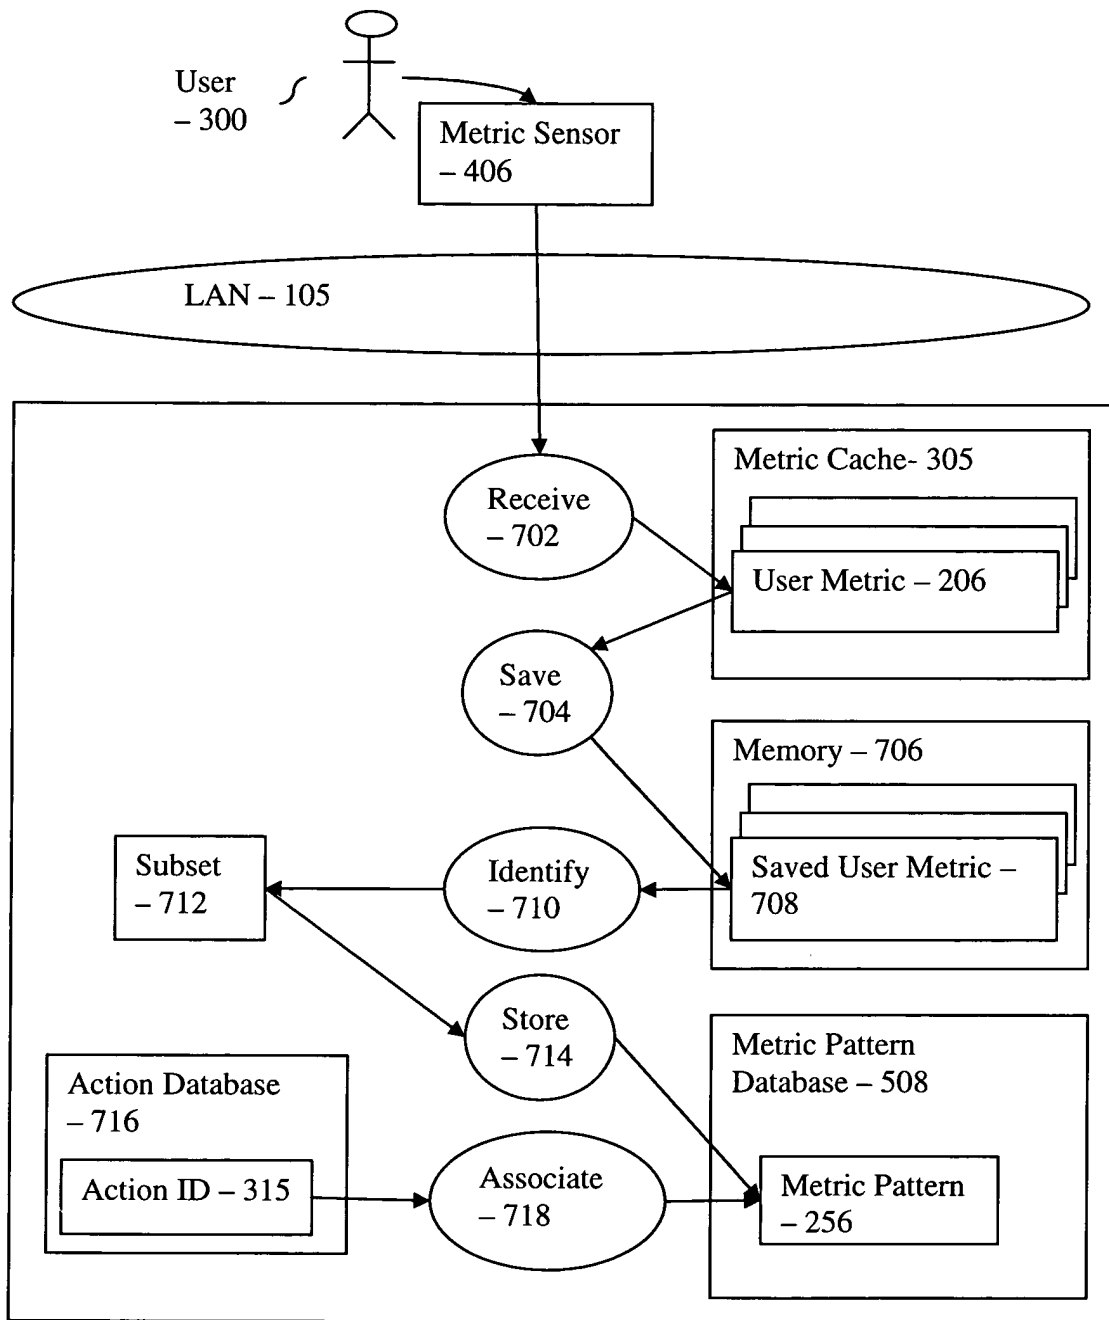 User
– 300
Metric Sensor
– 406
LAN – 105
Receive
– 702
Metric Cache- 305
User Metric – 206
Save
– 704
Memory – 706
Saved User Metric –
708
Subset
– 712
Identify
– 710
Store
– 714
Metric Pattern
Database – 508
Action Database
– 716
Action ID – 315
Associate
– 718
Metric Pattern
– 256